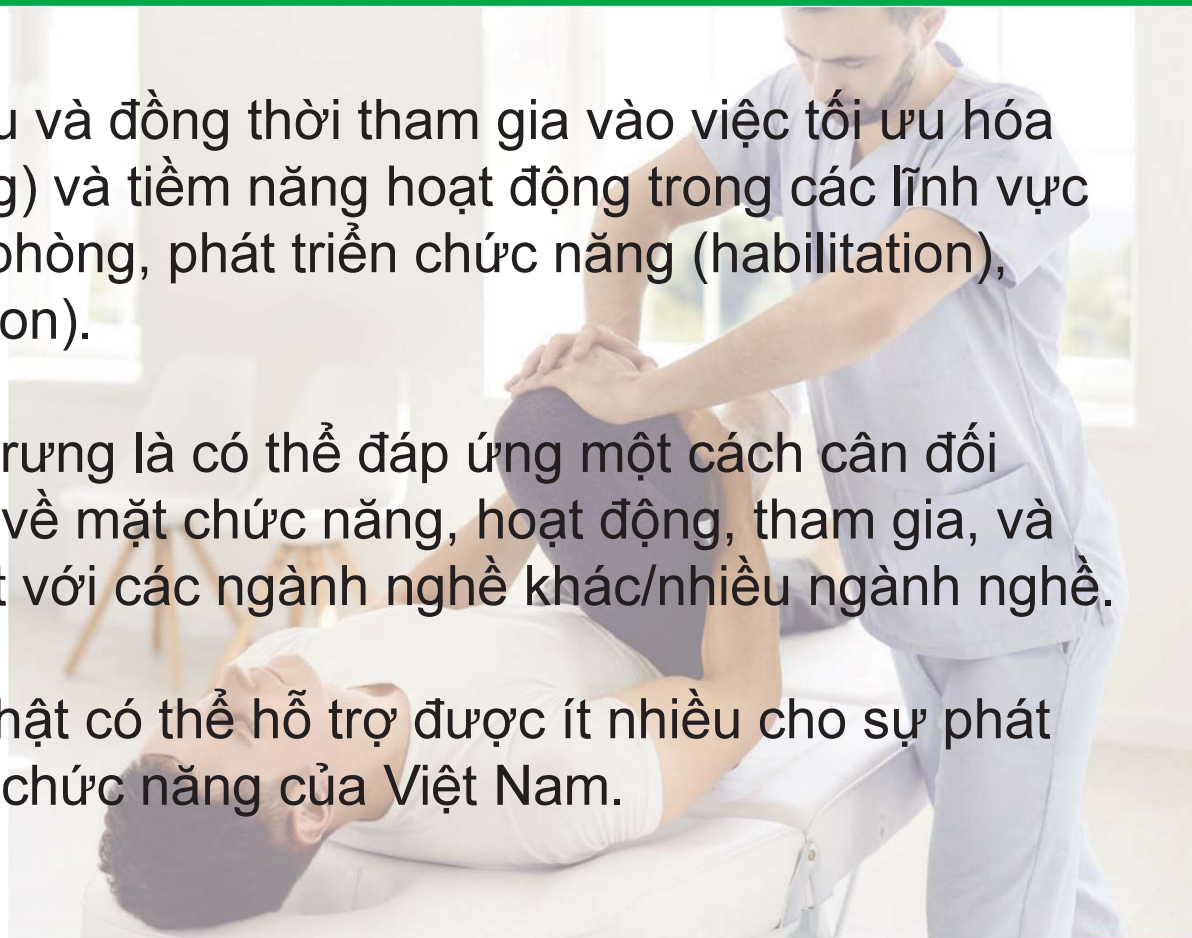 và đồng thời tham gia vào việc tối ưu hóa
và tiềm năng hoạt động trong các lĩnh vực
phòng, phát triển chức năng (habilitation),
on).
trưng là có thể đáp ứng một cách cân đối
về mặt chức năng, hoạt động, tham gia, và
với các ngành nghề khác/nhiều ngành nghề.
có thể hỗ trợ được ít nhiều cho sự phát
chức năng của Việt Nam.